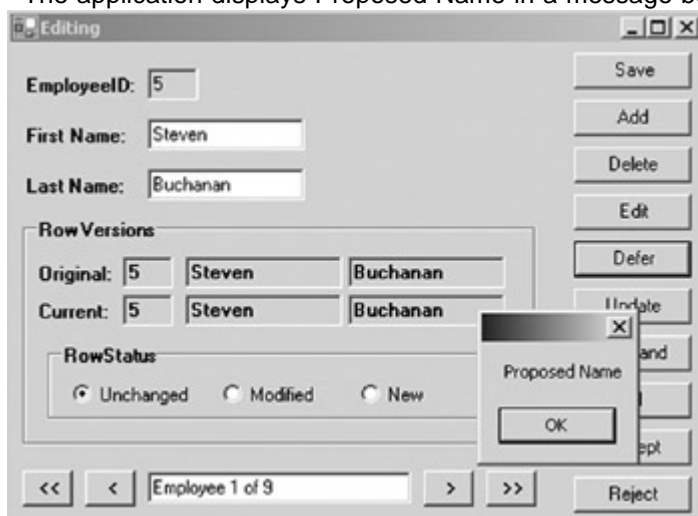 The application displays Proposed Name in a message b
Editing
EmployeeID: 5
First Name: Steven
Last Name: Buchanan
Row Versions
Original: 5 Steven Buchanan
Current: 5 Steven Buchanan
RowStatus
Unchanged Modified New
<< < Employee 1 of 9 > >>
Save
Add
Delete
Edit
Defer
Update
Proposed Name
OK
Reject